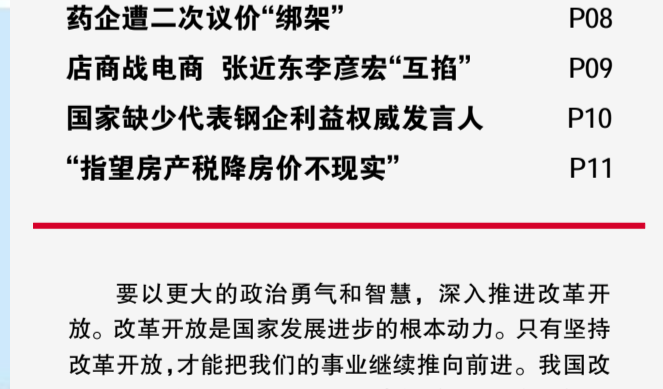 药企遭二次议价“绑架” P08
店商战电商 张近东李彦宏“互掐” P09
国家缺少代表钢企利益权威发言人 P10
“指望房产税降房价不现实” P11
要以更大的政治勇气和智慧，深入推进改革开
放。改革开放是国家发展进步的根本动力。只有坚持
改革开放,才能把我们的事业继续推向前进。我国改